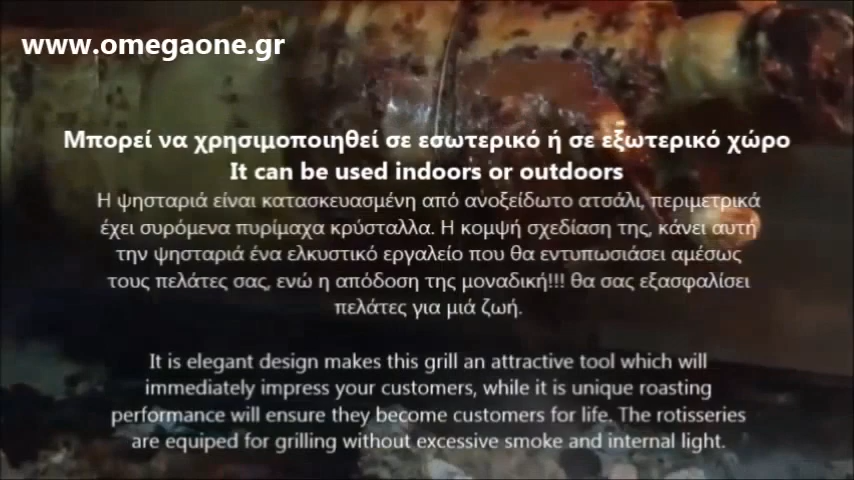 www.omegaone.gr
Μπορεί να χρησιμοποιηθεί σε εσωτερικό ή σε εξωτερικό χώρο
It can be used indoors or outdoors
Η ψησταριά είναι κατασκευασμένη από ανοξείδωτο ατσάλι, περιμετρικά
έχει συρόμενα πυρίμαχα κρύσταλλα. Η κομψή σχεδίαση της, κάνει αυτή
την ψησταριά ένα ελκυστικό εργαλείο που θα εντυπωσιάσει αμέσως
τους πελάτες σας, ενώ η απόδοση της μοναδική!!! θα σας εξασφαλίσει
πελάτες για μιά ζωή.
It is elegant design makes this grill an attractive tool which will
immediately impress your customers, while it is unique roasting
performance will ensure they become customers for life. The rotisseries
are equiped for grilling without excessive smoke and internal light.